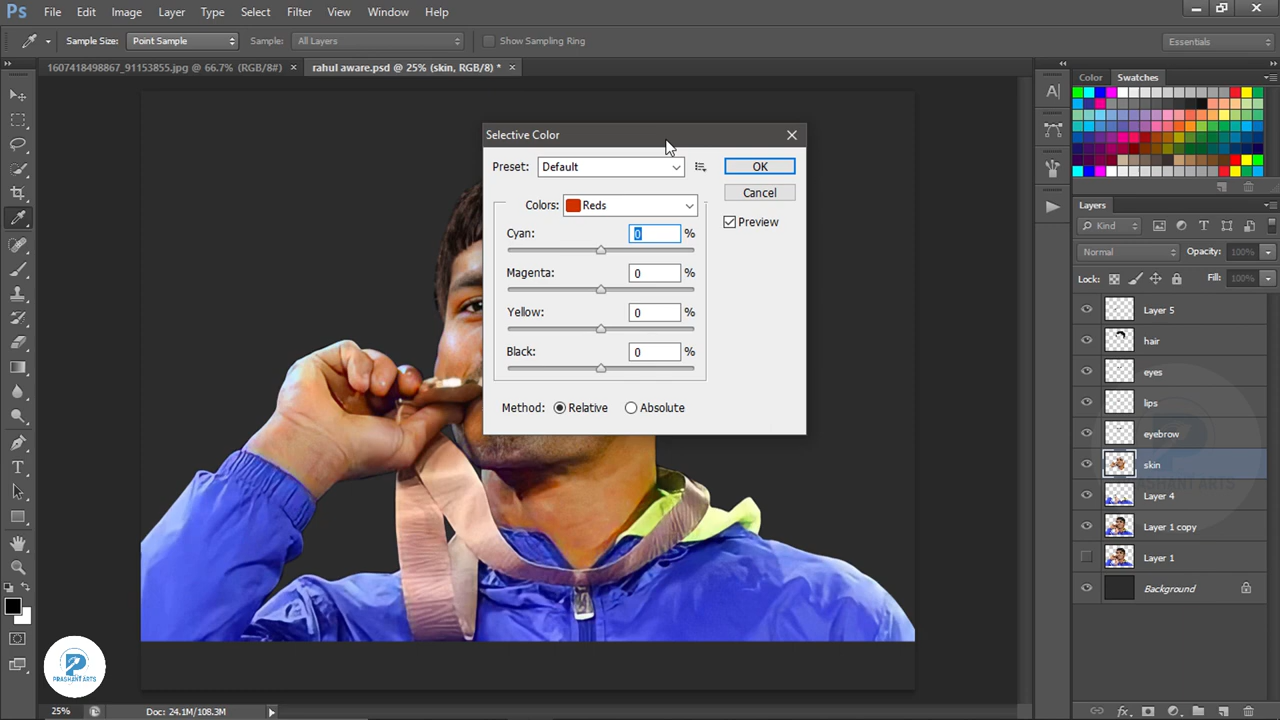 Ps File Edit Image Layer Type Select Filter View Window Help
Sample Size: Point Sample Sample: All Layers Show Sampling Ring Essentials
1607418498867_91153855.jpg @ 66.7% (RGB/8#) × rahul aware.psd @ 25% (skin, RGB/8) * ×
Color Swatches
Selective Color
Preset: Default OK
Cancel
Colors: Reds
Preview
Cyan: 0 %
Magenta: 0 %
Yellow: 0 %
Black: 0 %
Method: Relative Absolute
Layers
Kind
Normal Opacity: 100%
Lock: Fill: 100%
Layer 5
hair
eyes
lips
eyebrow
skin
Layer 4
Layer 1 copy
Layer 1
Background
PRASHANT ARTS
PRASHANT ARTS
25% Doc: 24.1M/108.3M